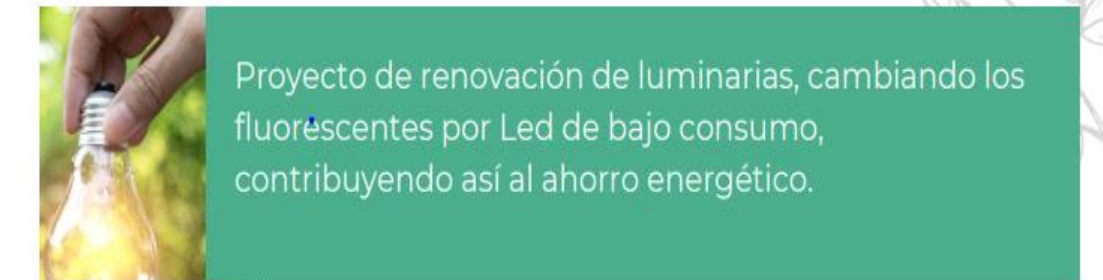 Proyecto de renovación de luminarias, cambiando los
fluorescentes por Led de bajo consumo,
contribuyendo así al ahorro energético.